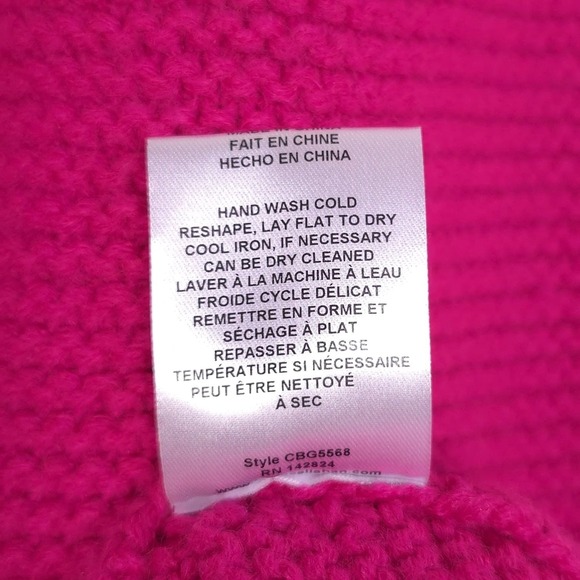 FAIT EN CHINE
HECHO EN CHINA
HAND WASH COLD
RESHAPE, LAY FLAT TO DRY
COOL IRON, IF NECESSARY
CAN BE DRY CLEANED
LAVER À LA MACHINE À LEAU
FROIDE CYCLE DÉLICAT
REMETTRE EN FORME ET
SÉCHAGE À PLAT
REPASSER À BASSE
TEMPÉRATURE SI NÉCESSAIRE
PEUT ÉTRE NETTOYÉ
À SEC
Style CBG5568
RN 142824